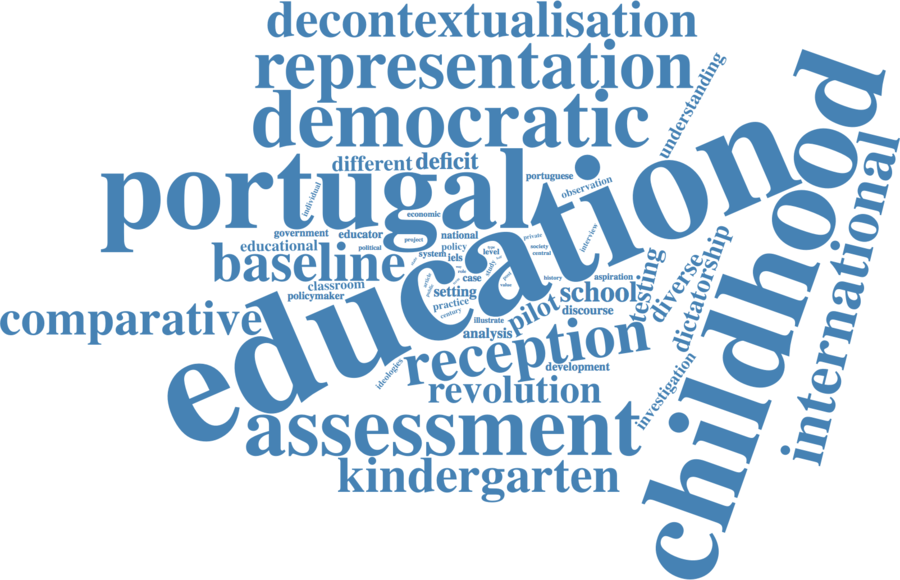 decontextualisation
representation
understanding
democratic
childhood
education
portugal
international
different
deficit
portuguese
observation
individual
economic
government
educator
project
national
private
interview
educational
political
policy
society
baseline
system
iels
level
central
testing
diverse
dictatorship
case
study
history
aspiration
classroom
article
setting
value
school
policymaker
practice
pilot
discourse
comparative
century
illustrate
analysis
reception
development
ideologies
investigation
revolution
assessment
kindergarten